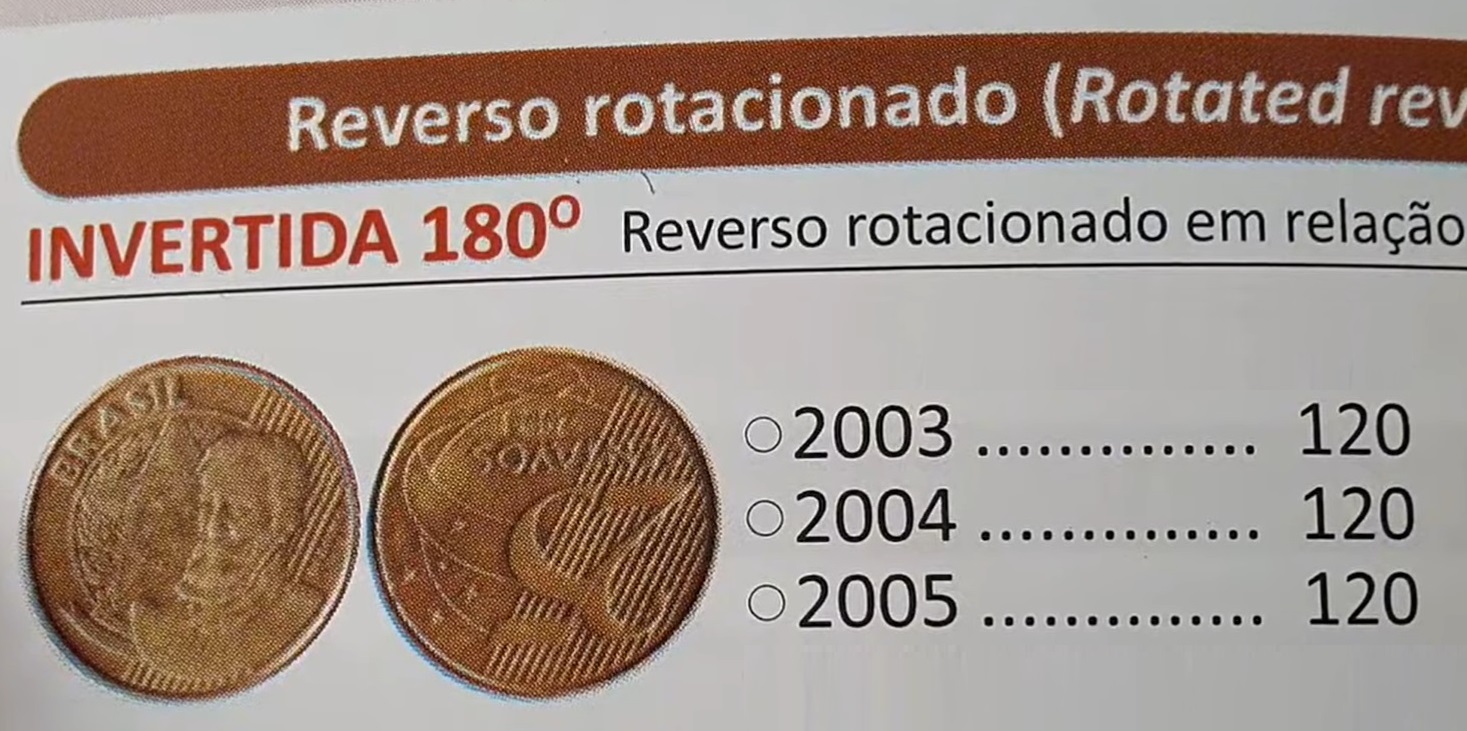 Reverso rotacionado (Rotated rev
INVERTIDA 180º Reverso rotacionado em relação
BRASIL
2003 .............. 120
2004 .............. 120
2005 .............. 120